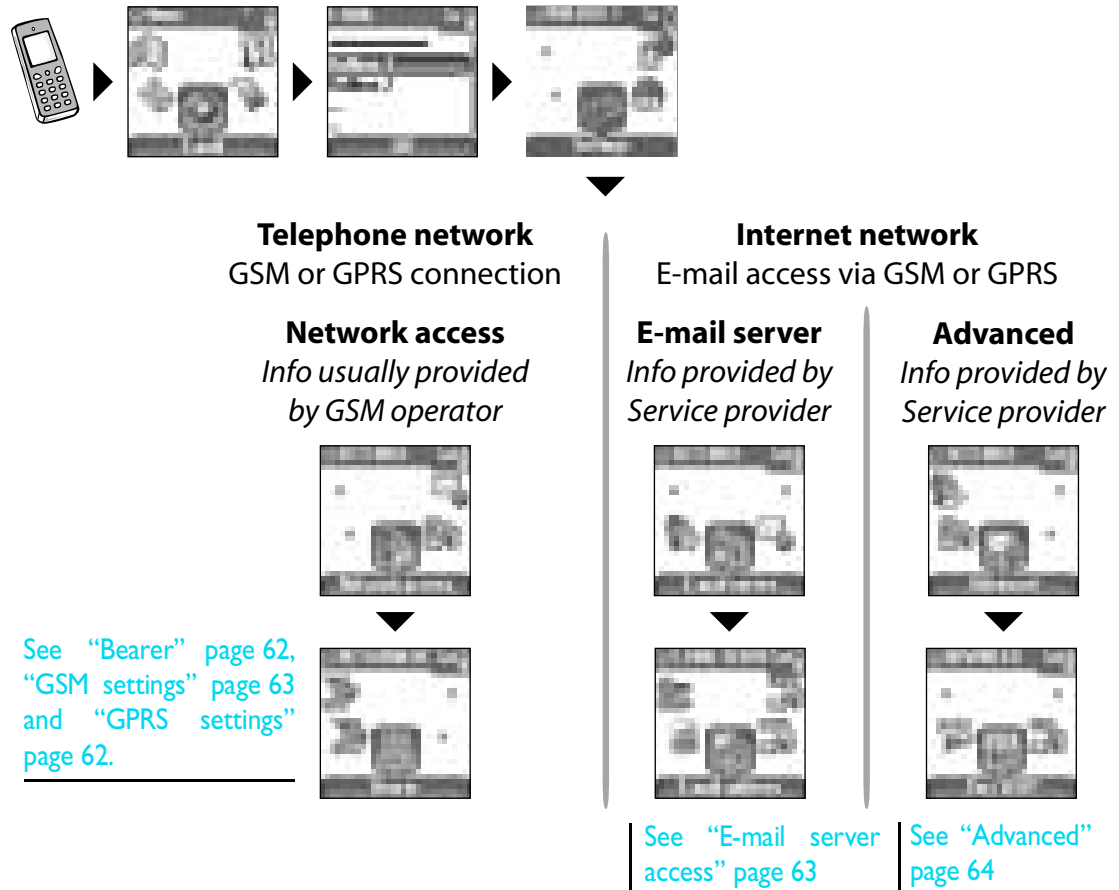 Telephone network
GSM or GPRS connection
Internet network
E-mail access via GSM or GPRS
Network access
Info usually provided
by GSM operator
E-mail server
Info provided by
Service provider
Advanced
Info provided by
Service provider
See “Bearer” page 62,
“GSM settings” page 63
and “GPRS settings”
page 62.
See “E-mail server
access” page 63
See “Advanced”
page 64